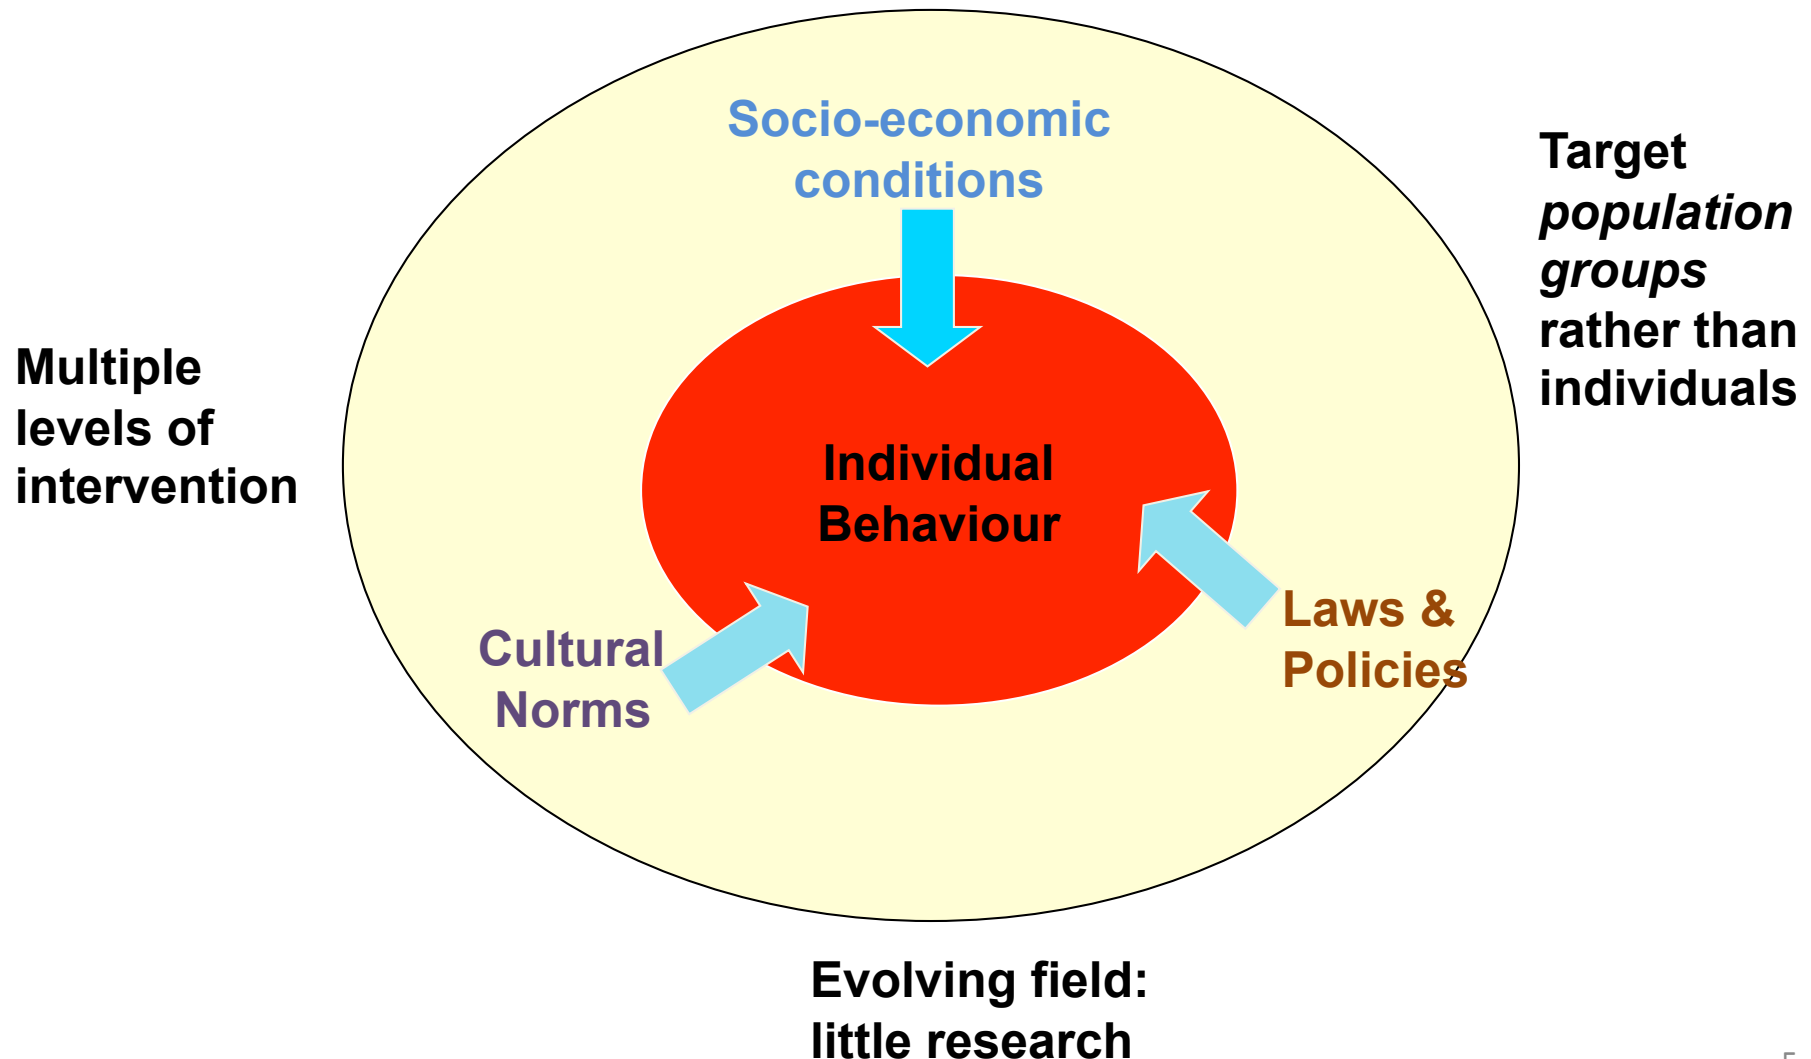 Socio-economic
conditions
Target
population
groups
rather than
individuals
Multiple
levels of
intervention
Individual
Behaviour
Laws &
Policies
Cultural
Norms
Evolving field:
little research